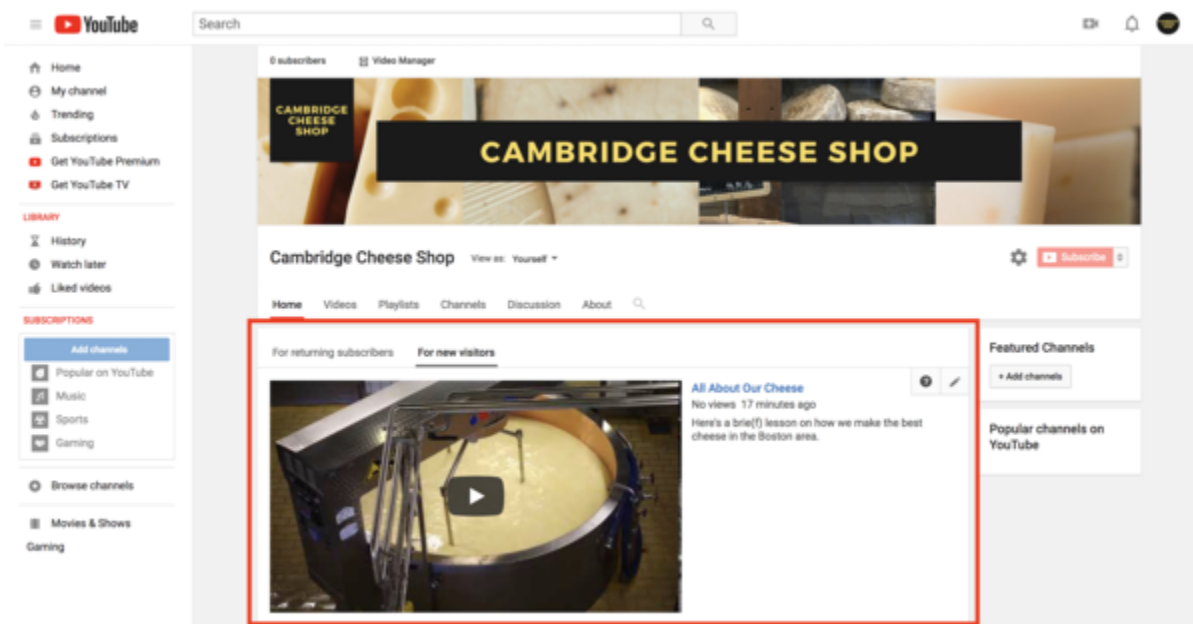 YouTube
Search
Home
My channel
Trending
Subscriptions
Get YouTube Premium
Get YouTube TV
LIBRARY
History
Watch later
Liked videos
SUBSCRIPTIONS
Add channels
Popular on YouTube
Music
Sports
Gaming
Browse channels
Movies & Shows
Gaming
0 subscribers Video Manager
CAMBRIDGE
CHEESE
SHOP
CAMBRIDGE CHEESE SHOP
Cambridge Cheese Shop View as: Yourself
Subscribe 0
Home Videos Playlists Channels Discussion About
For returning subscribers For new visitors
All About Our Cheese
No views 17 minutes ago
Here's a brie(f) lesson on how we make the best
cheese in the Boston area.
Featured Channels
+ Add channels
Popular channels on
YouTube